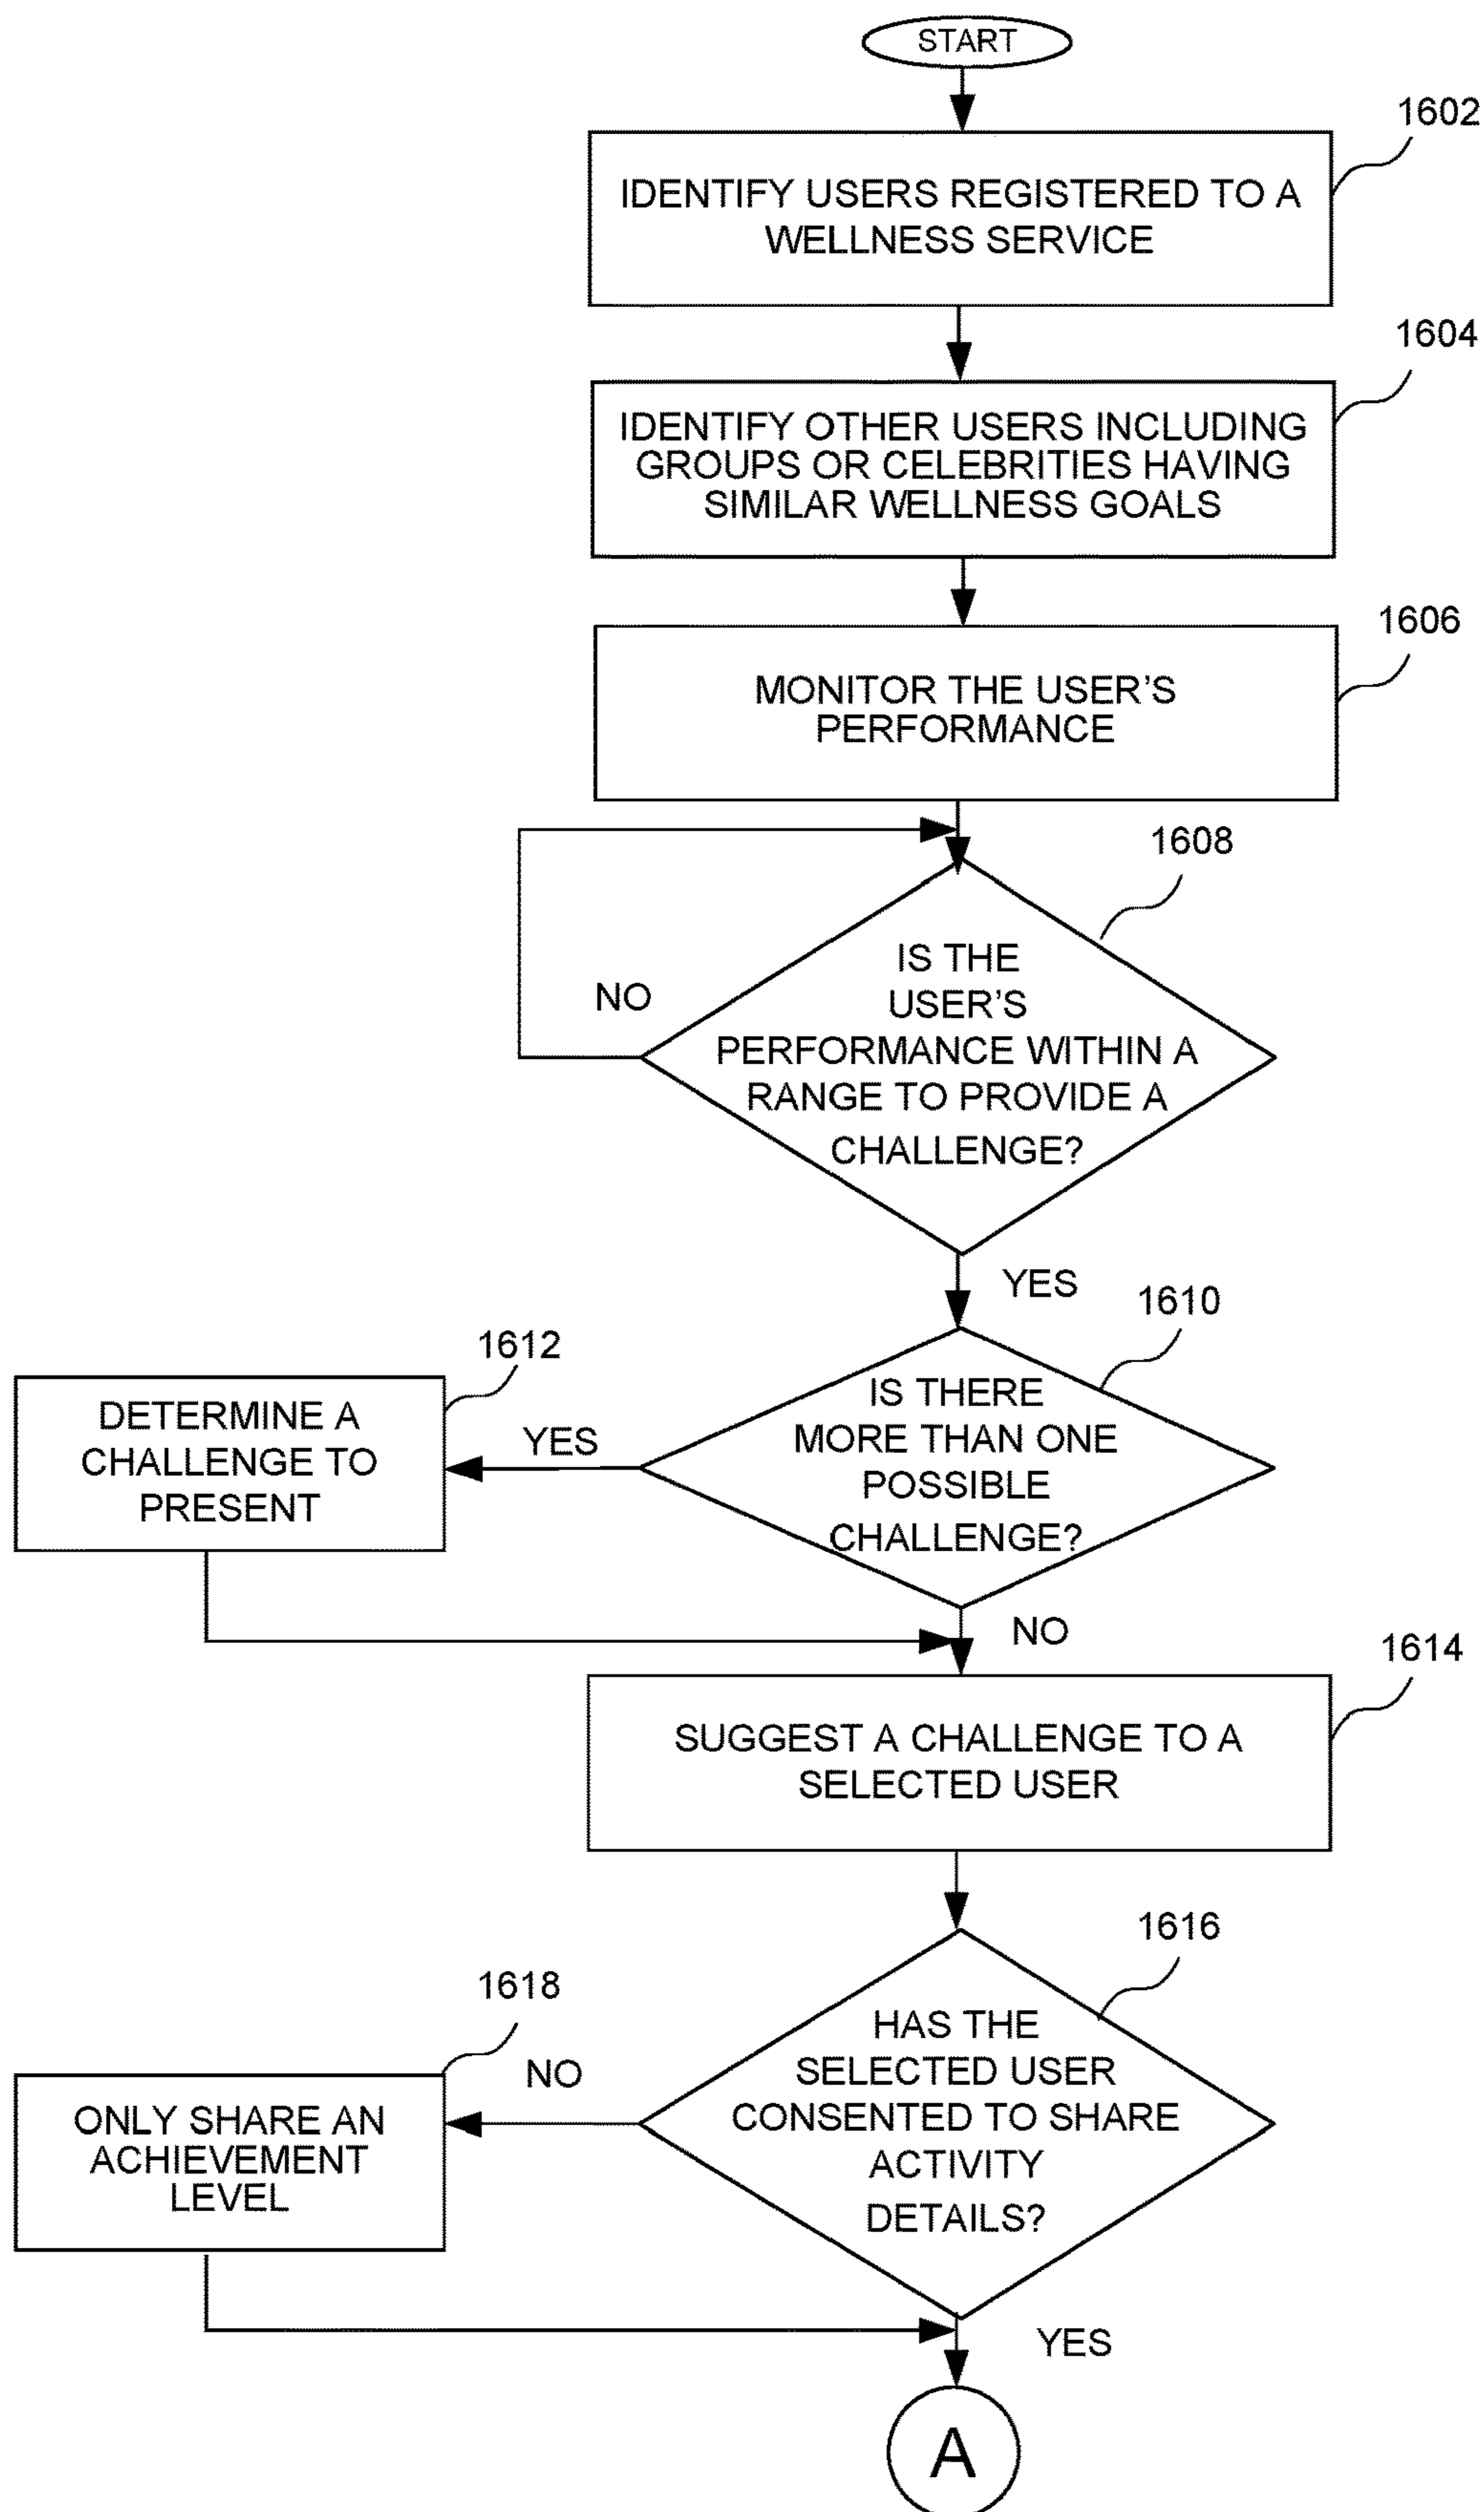 START
1602
IDENTIFY USERS REGISTERED TO A
WELLNESS SERVICE
1604
IDENTIFY OTHER USERS INCLUDING
GROUPS OR CELEBRITIES HAVING
SIMILAR WELLNESS GOALS
1606
MONITOR THE USER'S
PERFORMANCE
1608
IS THE
USER'S
PERFORMANCE WITHIN A
RANGE TO PROVIDE A
CHALLENGE?
NO
YES
1610
IS THERE
MORE THAN ONE
POSSIBLE
CHALLENGE?
YES
1612
DETERMINE A
CHALLENGE TO
PRESENT
NO
1614
SUGGEST A CHALLENGE TO A
SELECTED USER
1616
HAS THE
SELECTED USER
CONSENTED TO SHARE
ACTIVITY
DETAILS?
NO
1618
ONLY SHARE AN
ACHIEVEMENT
LEVEL
YES
A